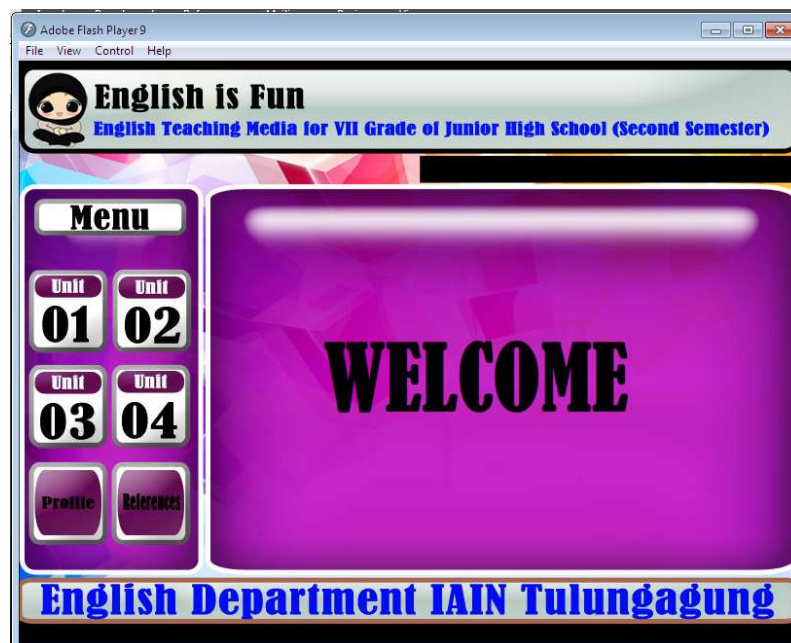 Adobe Flash Player 9
File View Control Help
English is Fun
English Teaching Media for VII Grade of Junior High School (Second Semester)
Menu
Unit Unit
01 02
Unit Unit
03 04
Profile References
WELCOME
English Department IAIN Tulungagung